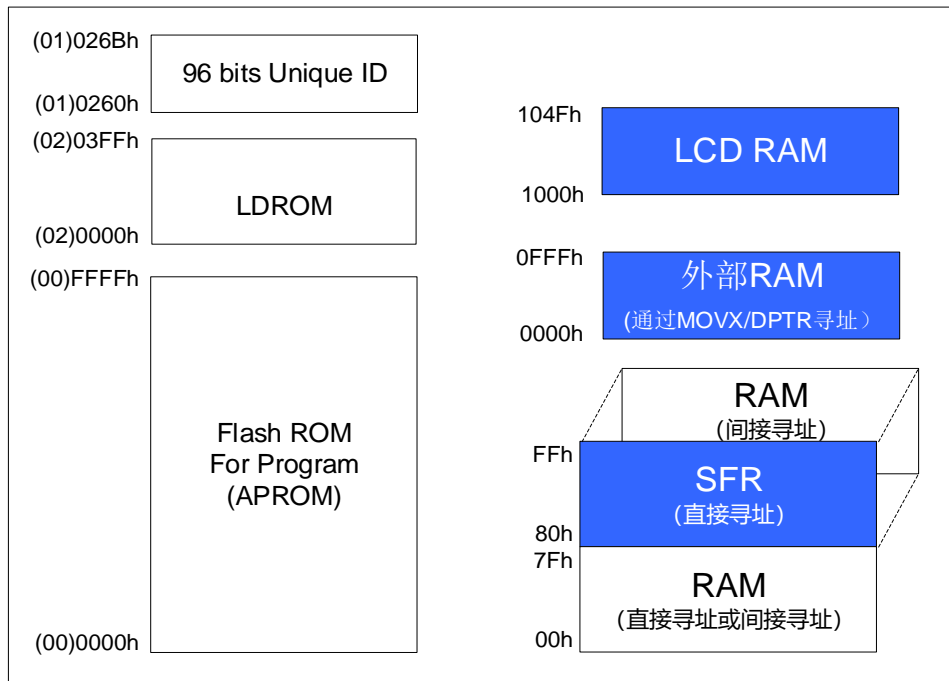 (01)026Bh
96 bits Unique ID
(01)0260h
(02)03FFh
LDROM
(02)0000h
(00)FFFFh
Flash ROM
For Program
(APROM)
(00)0000h
104Fh
LCD RAM
1000h
0FFFh
外部RAM
(通过MOVX/DPTR寻址）
0000h
RAM
(间接寻址)
FFh
SFR
(直接寻址)
80h
7Fh
RAM
(直接寻址或间接寻址)
00h